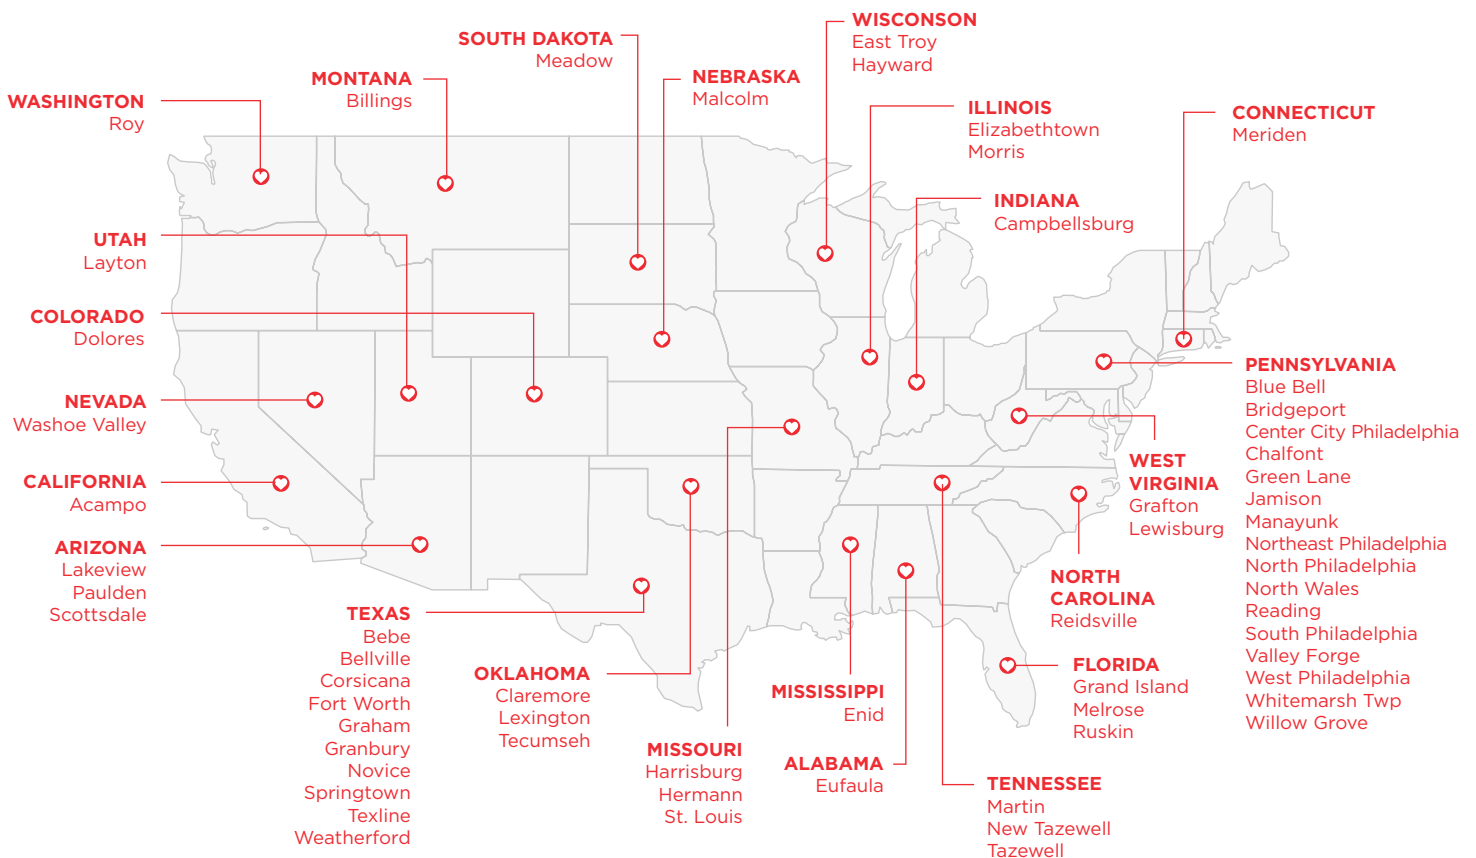 WASHINGTON
Roy
MONTANA
Billings
SOUTH DAKOTA
Meadow
NEBRASKA
Malcolm
WISCONSON
East Troy
Hayward
ILLINOIS
Elizabethtown
Morris
INDIANA
Campbellsburg
CONNECTICUT
Meriden
UTAH
Layton
COLORADO
Dolores
NEVADA
Washoe Valley
CALIFORNIA
Acampo
ARIZONA
Lakeview
Paulden
Scottsdale
TEXAS
Bebe
Bellville
Corsicana
Fort Worth
Graham
Granbury
Novice
Springtown
Texline
Weatherford
OKLAHOMA
Claremore
Lexington
Tecumseh
MISSOURI
Harrisburg
Hermann
St. Louis
MISSISSIPPI
Enid
ALABAMA
Eufaula
TENNESSEE
Martin
New Tazewell
Tazewell
FLORIDA
Grand Island
Melrose
Ruskin
NORTH
CAROLINA
Reidsville
WEST
VIRGINIA
Grafton
Lewisburg
PENNSYLVANIA
Blue Bell
Bridgeport
Center City Philadelphia
Chalfont
Green Lane
Jamison
Manayunk
Northeast Philadelphia
North Philadelphia
North Wales
Reading
South Philadelphia
Valley Forge
West Philadelphia
Whitemarsh Twp
Willow Grove